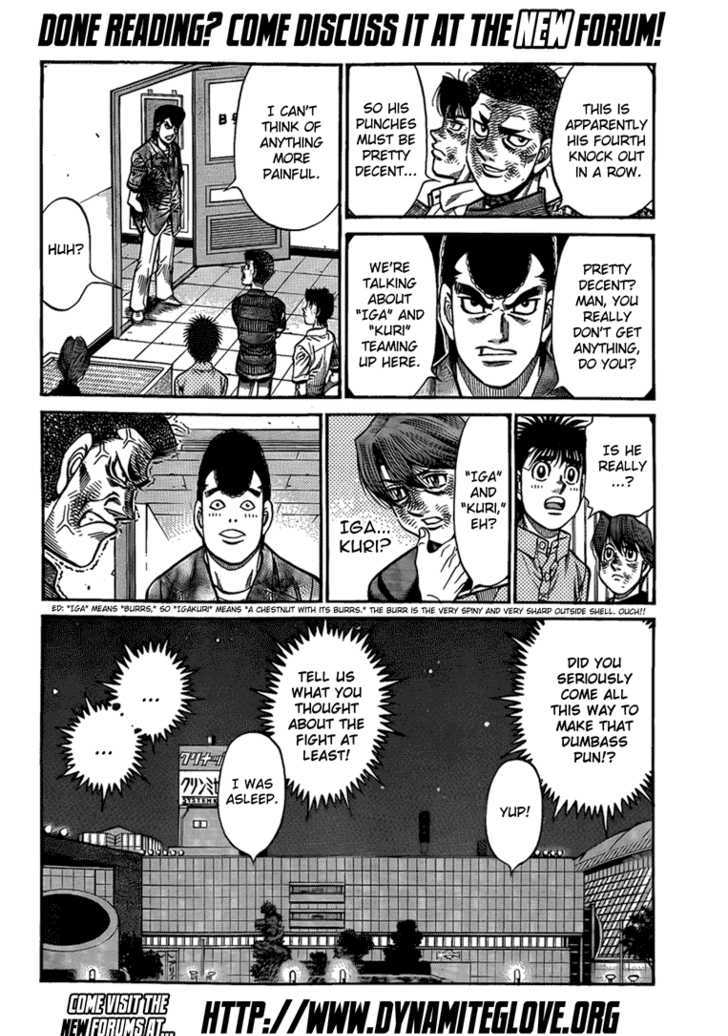 DONE READING? COME DISCUSS IT AT THE NEW FORUM!
THIS IS
APPARENTLY
HIS FOURTH
KNOCK OUT
IN A ROW.
SO HIS
PUNCHES
MUST BE
PRETTY
DECENT...
I CAN'T
THINK OF
ANYTHING
MORE
PAINFUL.
HUH?
PRETTY
DECENT?
MAN, YOU
REALLY
DON'T GET
ANYTHING,
DO YOU?
WE'RE
TALKING
ABOUT
"IGA" AND
"KURI"
TEAMING
UP HERE.
IS HE
REALLY
...?
"IGA"
AND
"KURI,"
EH?
IGA...
KURI?
ED: "IGA" MEANS "BURRS," SO "IGAKURI" MEANS "A CHESTNUT WITH ITS BURRS." THE BURR IS THE VERY SPINY AND VERY SHARP OUTSIDE SHELL. OUCH!!
DID YOU
SERIOUSLY
COME ALL
THIS WAY TO
MAKE THAT
DUMBASS
PUN!?
YUP!
TELL US
WHAT YOU
THOUGHT
ABOUT THE
FIGHT AT
LEAST!
I WAS
ASLEEP.
...
...
COME VISIT THE
NEW FORUMS AT...
HTTP://WWW.DYNAMITEGLOVE.ORG